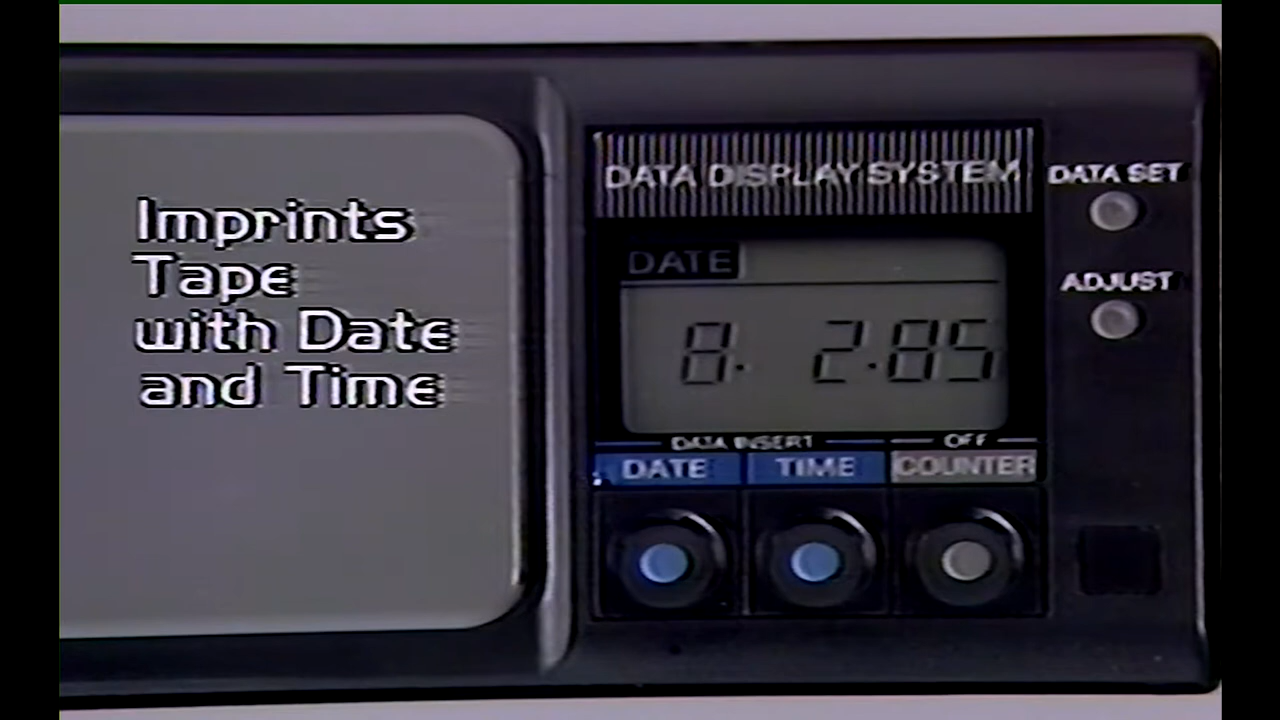 Imprints
Tape
with Date
and Time
DATA DISPLAY SYSTEM
DATA SET
DATE
ADJUST
8. 2.85
DATA INSERT
OFF
DATE
TIME
COUNTER